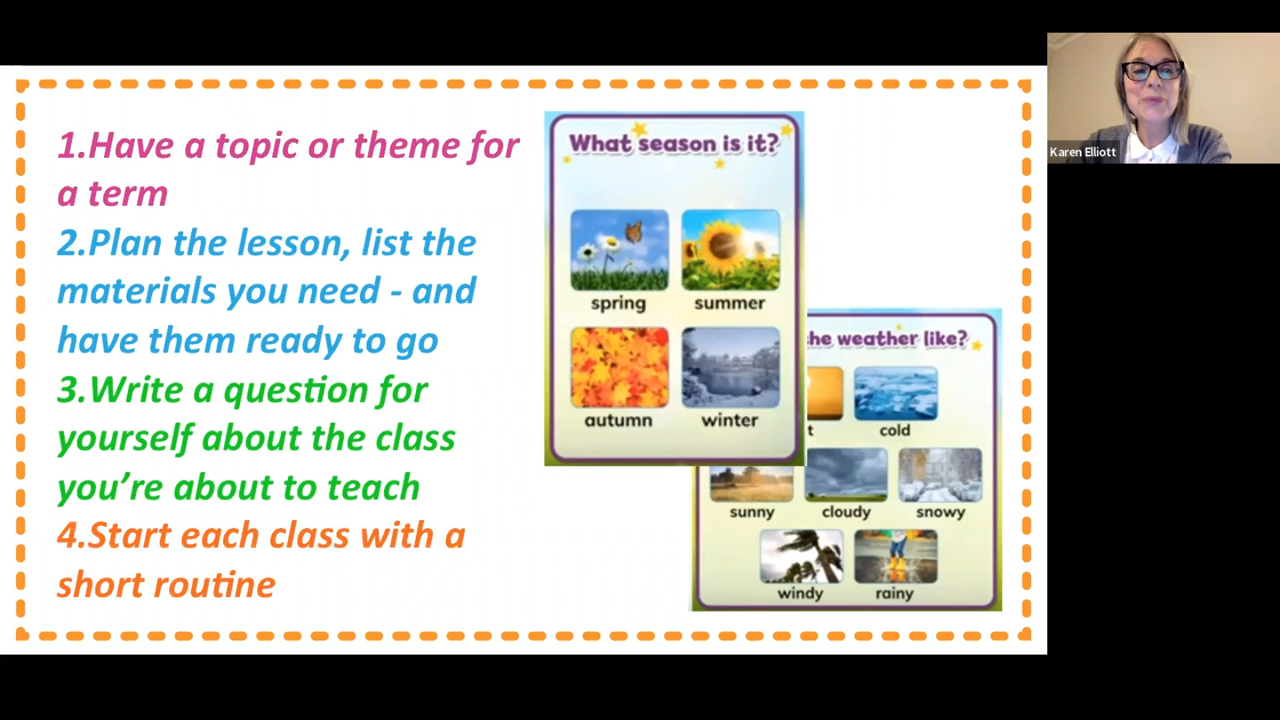 1.Have a topic or theme for
a term
2.Plan the lesson, list the
materials you need - and
have them ready to go
3.Write a question for
yourself about the class
you're about to teach
4.Start each class with a
short routine
What season is it?
spring summer
autumn winter
the weather like?
cold
sunny cloudy snowy
windy rainy
Karen Elliott